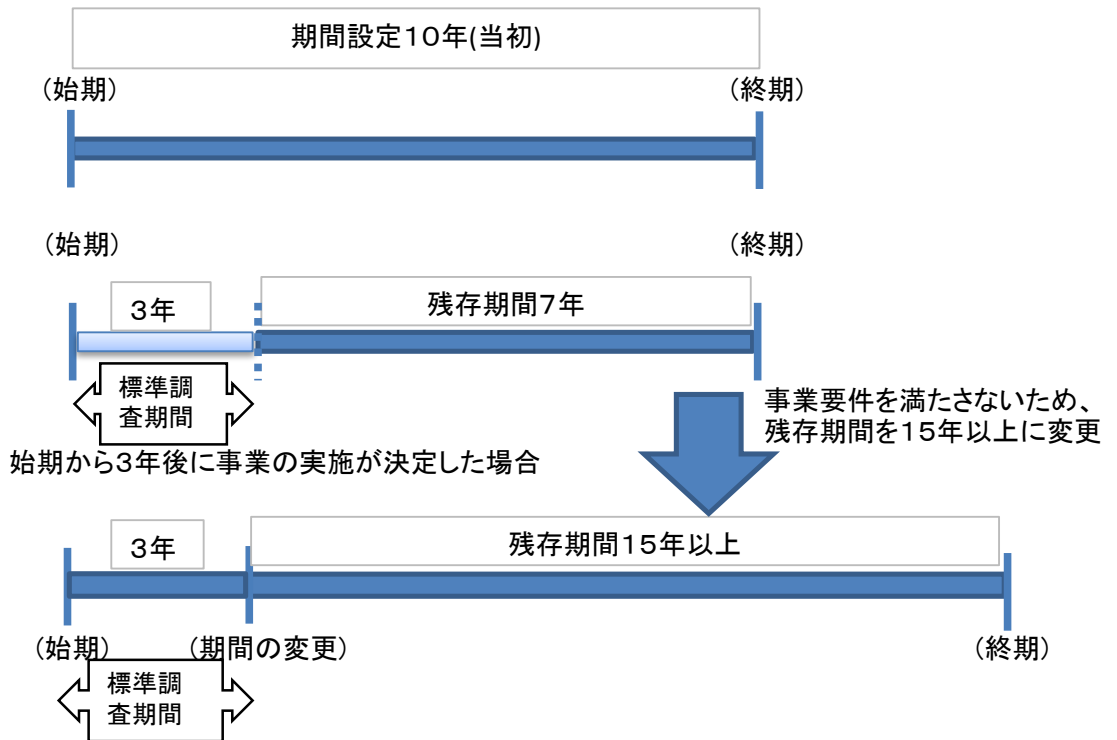 期間設定10年(当初)
(始期)
(終期)
(始期)
(終期)
3年
残存期間7年
標準調
査期間
事業要件を満たさないため、
残存期間を15年以上に変更
始期から3年後に事業の実施が決定した場合
3年
残存期間15年以上
(始期)
(期間の変更)
(終期)
標準調
査期間